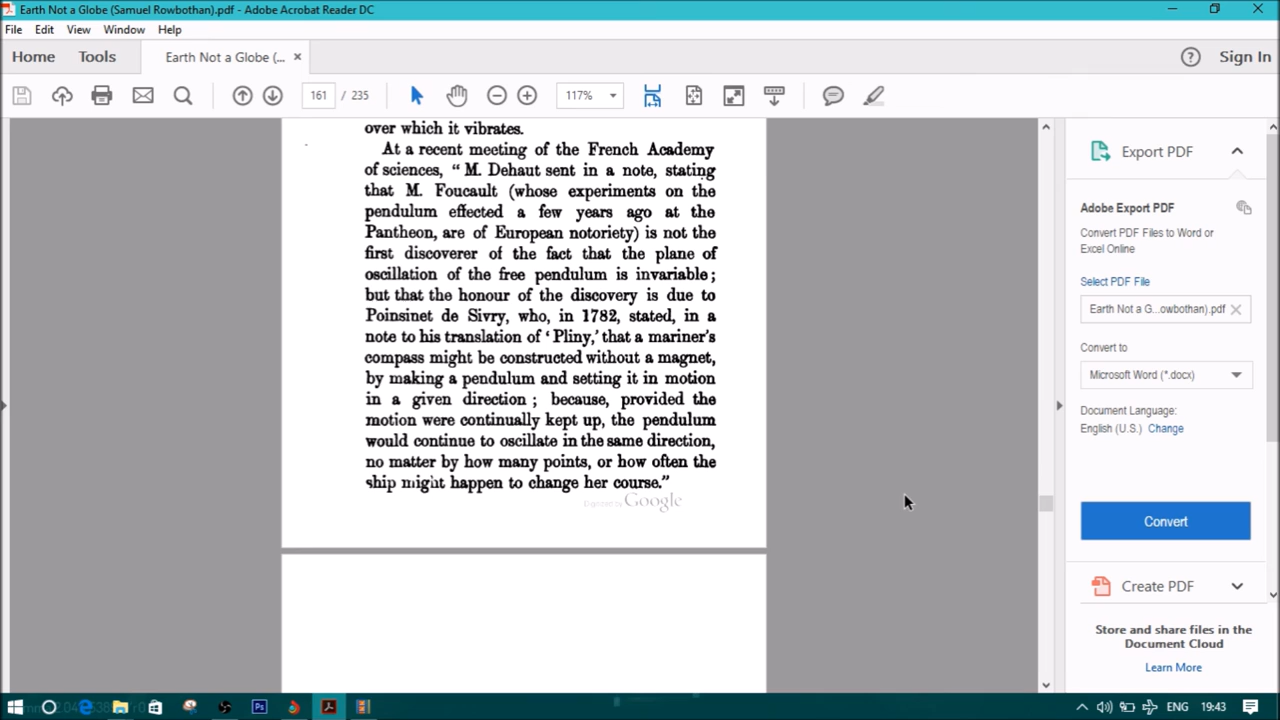 Earth Not a Globe (Samuel Rowbothan).pdf - Adobe Acrobat Reader DC
File Edit View Window Help
Home Tools Earth Not a Globe (... × Sign In
161 / 235 117%
over which it vibrates.
At a recent meeting of the French Academy
of sciences, “ M. Dehaut sent in a note, stating
that M. Foucault (whose experiments on the
pendulum effected a few years ago at the
Pantheon, are of European notoriety) is not the
first discoverer of the fact that the plane of
oscillation of the free pendulum is invariable ;
but that the honour of the discovery is due to
Poinsinet de Sivry, who, in 1782, stated, in a
note to his translation of ‘ Pliny,’ that a mariner’s
compass might be constructed without a magnet,
by making a pendulum and setting it in motion
in a given direction ; because, provided the
motion were continually kept up, the pendulum
would continue to oscillate in the same direction,
no matter by how many points, or how often the
ship might happen to change her course.”
Google
Export PDF
Adobe Export PDF
Convert PDF Files to Word or
Excel Online
Select PDF File
Earth Not a G...owbothan).pdf
Convert to
Microsoft Word (*.docx)
Document Language:
English (U.S.) Change
Convert
Create PDF
Store and share files in the
Document Cloud
Learn More
ENG 19:43